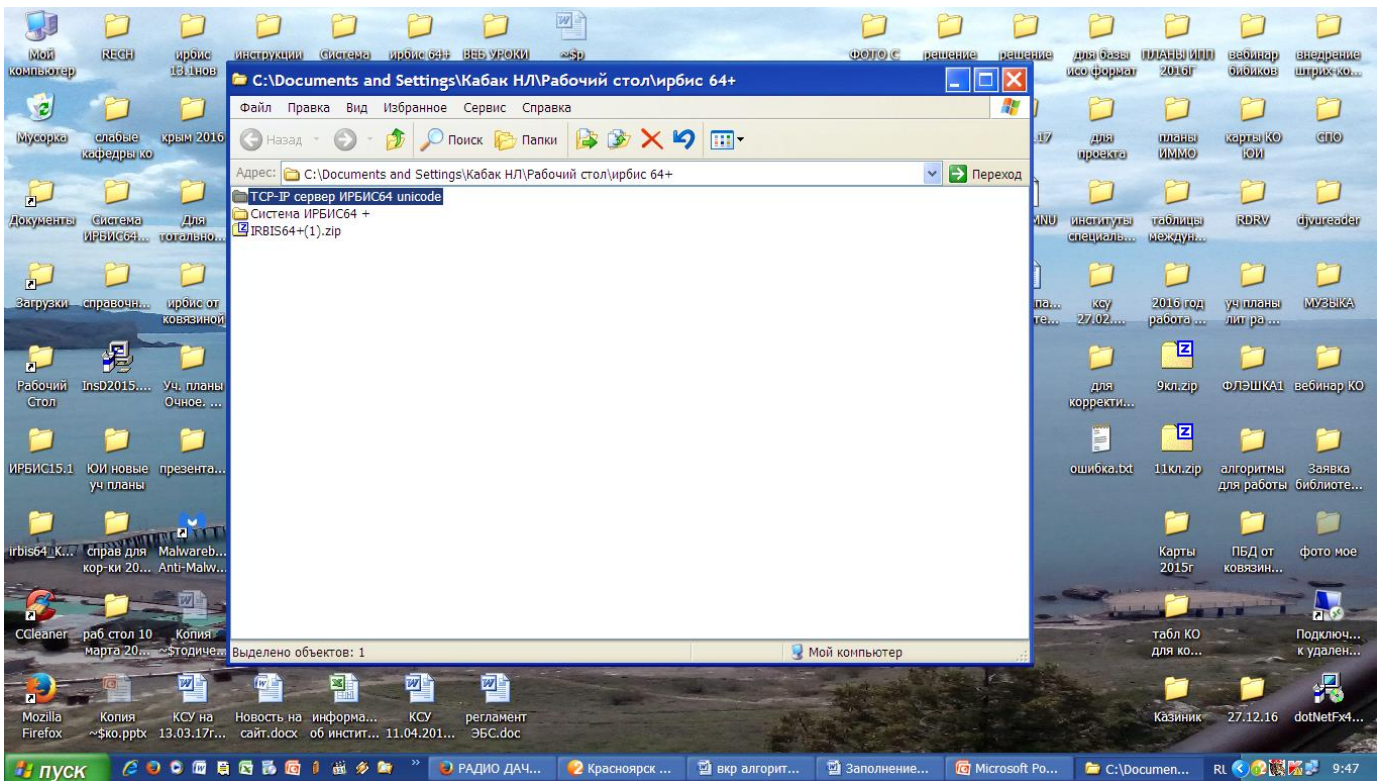 Мой
компьютер
RECH
ирбис
13.1нов
инструкции
Система
ирбис 64+
ВЕБ УРОКИ
~$р
ФОТО С
решение
решение
для базы
исо формат
ПЛАНЫ ИПП
2016Г
вебинар
бибиков
внедрение
штрих-ко...
C:\Documents and Settings\Кабак НЛ\Рабочий стол\ирбис 64+
Файл Правка Вид Избранное Сервис Справка
Назад Поиск Папки
Адрес: C:\Documents and Settings\Кабак НЛ\Рабочий стол\ирбис 64+ Переход
TCP-IP сервер ИРБИС64 unicode
Система ИРБИС64 +
IRBIS64+(1).zip
Выделено объектов: 1
Мой компьютер
Мусорка
слабые
кафедры ко
крым 2016
.17
для
проекта
планы
ИММО
карты КО
ЮИ
СПО
Документы
Система
ИРБИС64...
Для
тотально...
MNU
институты
специаль...
таблицы
междун...
RDRV
djvureader
Загрузки
справочн...
ирбис от
ковязиной
па...
те...
ксу
27.02....
2016 год
работа ...
уч планы
лит ра ...
МУЗЫКА
Рабочий
Стол
InsD2015....
Уч. планы
Очное. ...
для
корректи...
9кл.zip
ФЛЭШКА1
вебинар КО
ИРБИС15.1
ЮИ новые
уч планы
презента...
ошибка.txt
11кл.zip
алгоритмы
для работы
Заявка
библиоте...
irbis64_К...
справ для
кор-ки 20...
Malwareb...
Anti-Malw...
Карты
2015г
ПБД от
ковязин...
фото мое
CCleaner
раб стол 10
марта 20...
Копия
~$тодиче...
табл КО
для ко...
Подключ...
к удален...
Mozilla
Firefox
Копия
~$ко.pptx
КСУ на
13.03.17г...
Новость на
сайт.docx
информа...
об инстит...
КСУ
11.04.201...
регламент
ЭБС.doc
Казиник
27.12.16
dotNetFx4...
пуск
РАДИО ДАЧ...
Красноярск ...
вкр алгорит...
Заполнение...
Microsoft Po...
C:\Documen...
RL
9:47